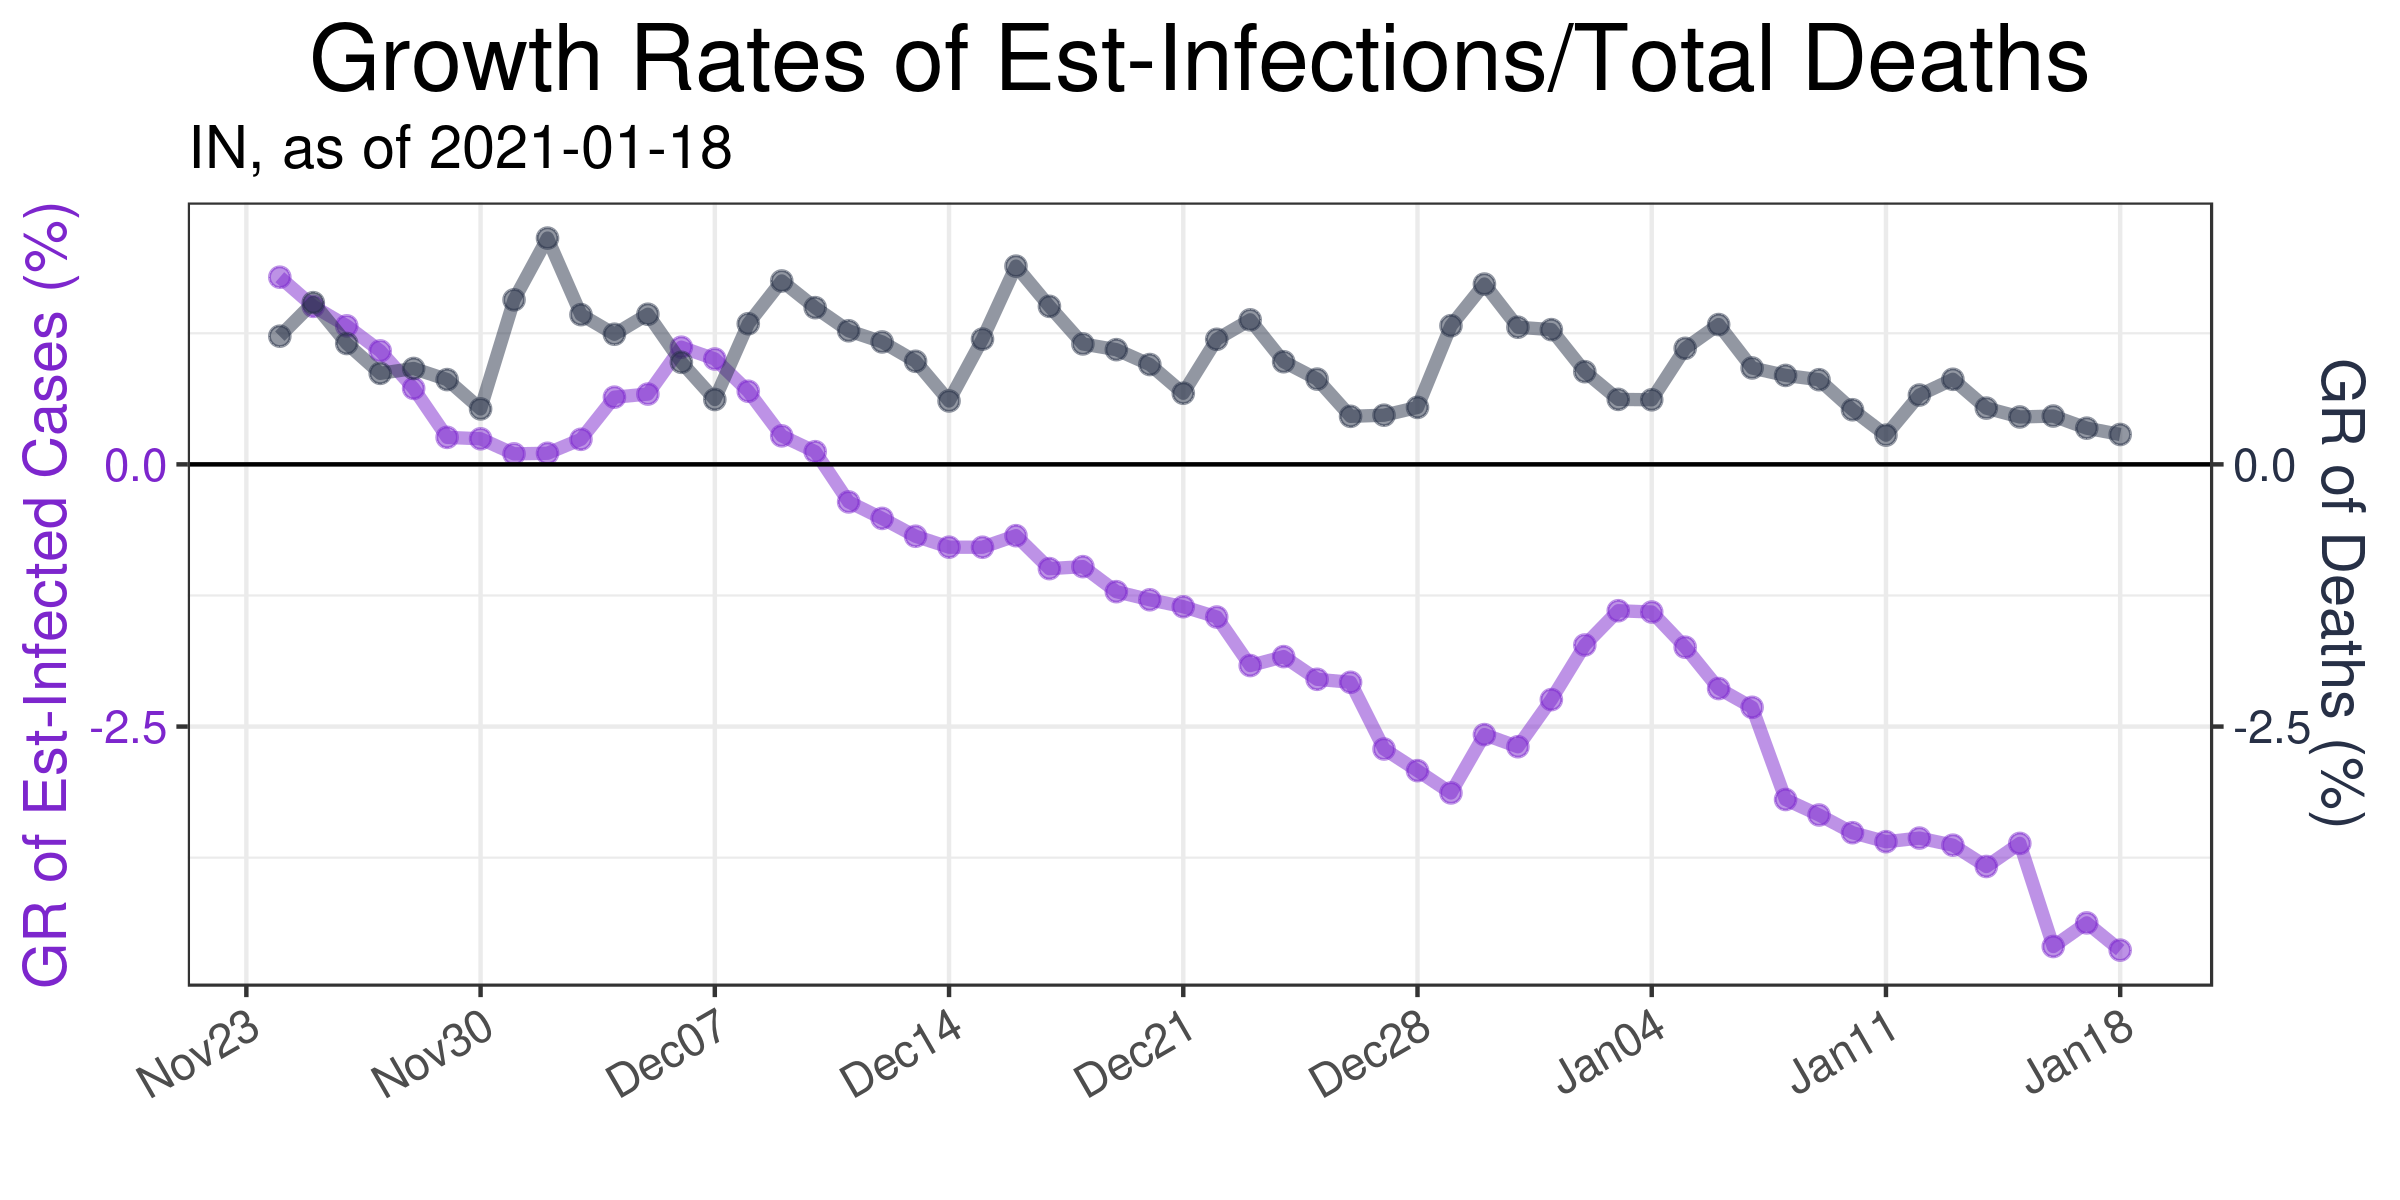 Growth Rates of Est-Infections/Total Deaths
IN, as of 2021-01-18
GR of Est-Infected Cases (%)
0.0
-2.5
0.0
-2.5
GR of Deaths (%)
Nov23
Nov30
Dec07
Dec14
Dec21
Dec28
Jan04
Jan11
Jan18